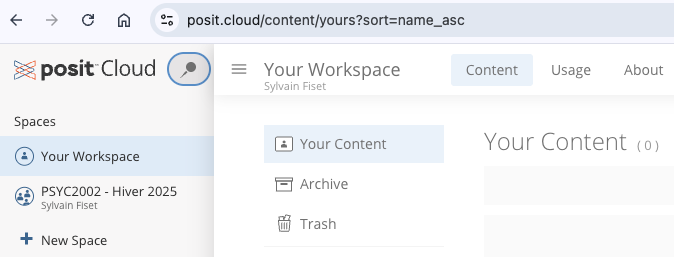 posit.cloud/content/yours?sort=name_asc
posit Cloud
Your Workspace
Sylvain Fiset
Content
Usage
About
Spaces
Your Workspace
PSYC2002 - Hiver 2025
Sylvain Fiset
New Space
Your Content
Archive
Trash
Your Content ( 0 )